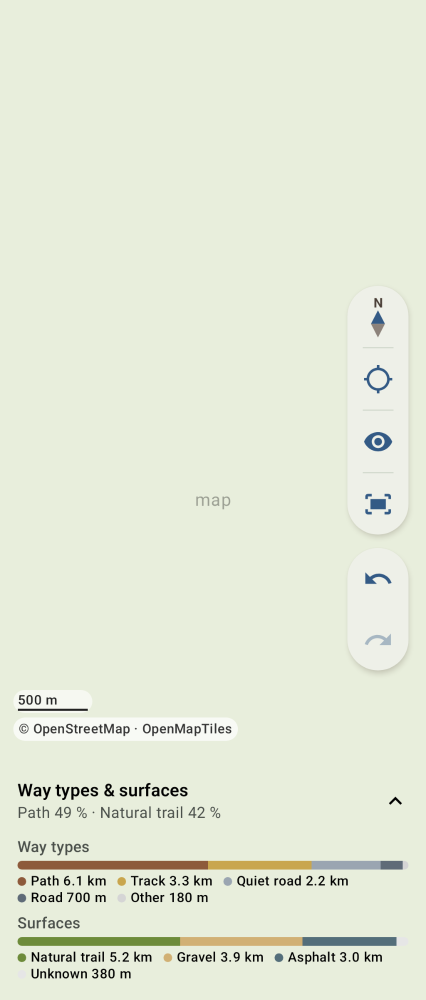 N
map
500 m
© OpenStreetMap · OpenMapTiles
Way types & surfaces
Path 49 % · Natural trail 42 %
Way types
Path 6.1 km Track 3.3 km Quiet road 2.2 km
Road 700 m Other 180 m
Surfaces
Natural trail 5.2 km Gravel 3.9 km Asphalt 3.0 km
Unknown 380 m